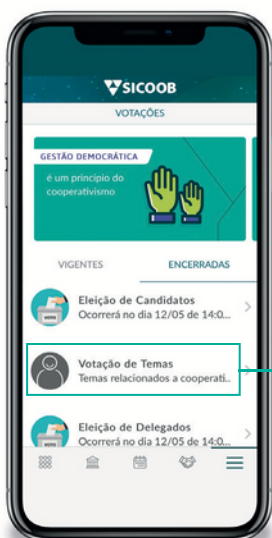 SICOOB
VOTAÇÕES
GESTÃO DEMOCRÁTICA
é um princípio do
cooperativismo
VIGENTES ENCERRADAS
Eleição de Candidatos
Ocorrerá no dia 12/05 de 14:0...
Votação de Temas
Temas relacionados a cooperati..
Eleição de Delegados
Ocorrerá no dia 12/05 de 14:0...